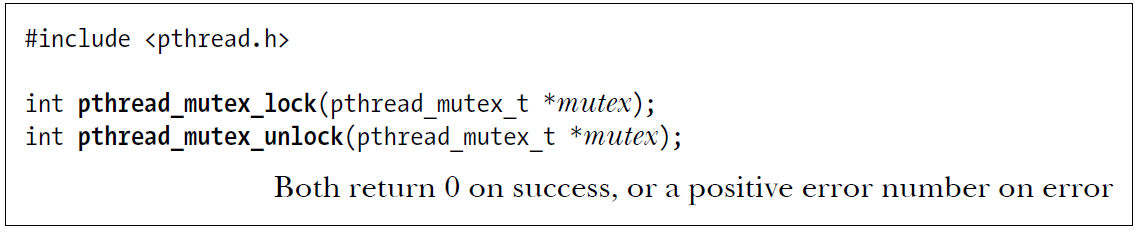 #include <pthread.h>
int pthread_mutex_lock(pthread_mutex_t *mutex);
int pthread_mutex_unlock(pthread_mutex_t *mutex);
Both return 0 on success, or a positive error number on error